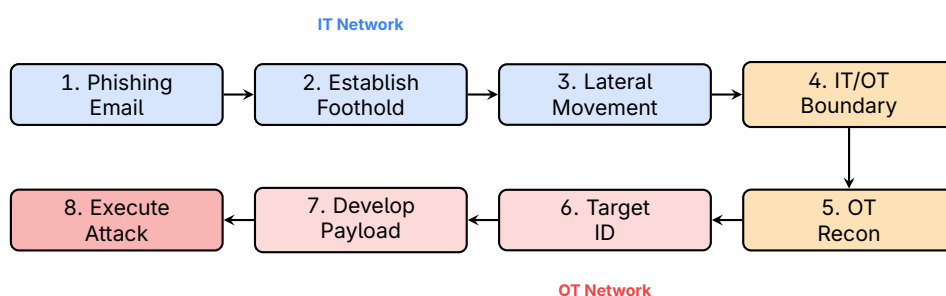 IT Network
1. Phishing
Email
2. Establish
Foothold
3. Lateral
Movement
4. IT/OT
Boundary
5. OT
Recon
6. Target
ID
7. Develop
Payload
8. Execute
Attack
OT Network